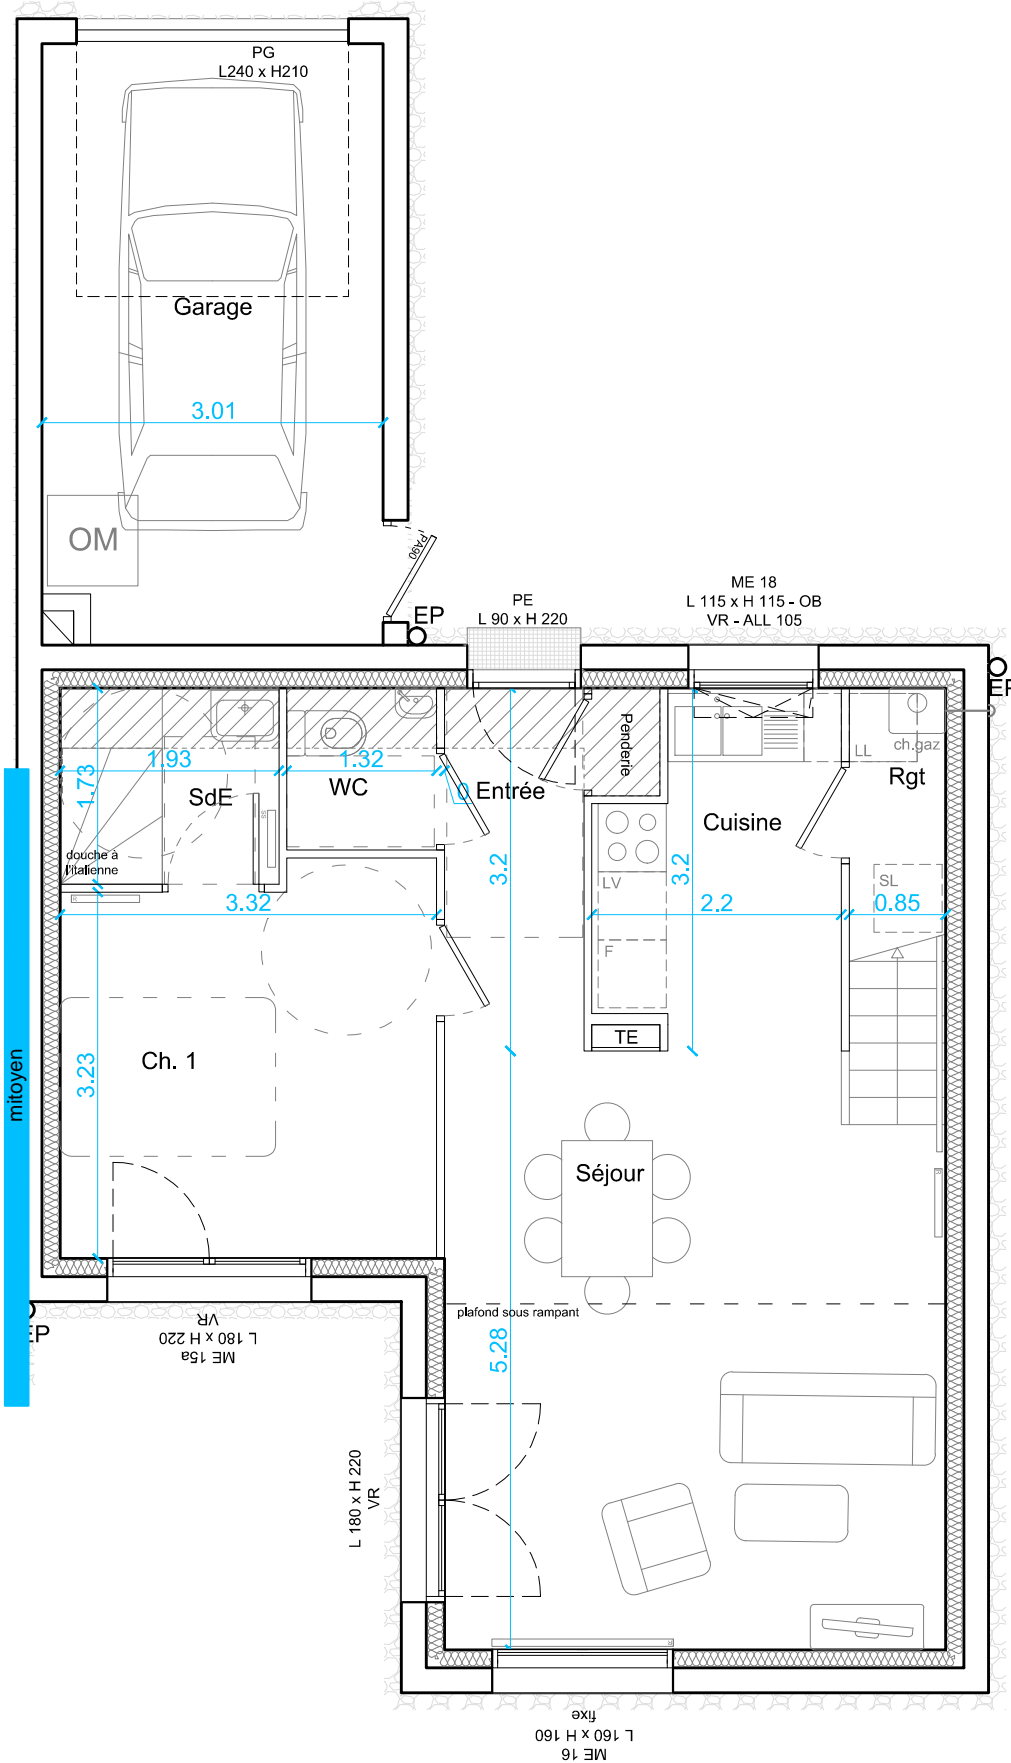 PG
L240 x H210
Garage
3.01
OM
PA90
EP
PE
L 90 x H 220
ME 18
L 115 x H 115 - OB
VR - ALL 105
EP
Penderie
LL
ch.gaz
Rgt
1.93
1.32
1.73
SdE
WC
0
Entrée
Cuisine
douche à
l'italienne
3.2
3.2
LV
SL
R
3.32
2.2
0.85
F
TE
Ch. 1
3.23
mitoyen
Séjour
plafond sous rampant
5.28
EP
ME 15a
L 180 x H 220
VR
L 180 x H 220
VR
R
ME 16
L 160 x H 160
fixe